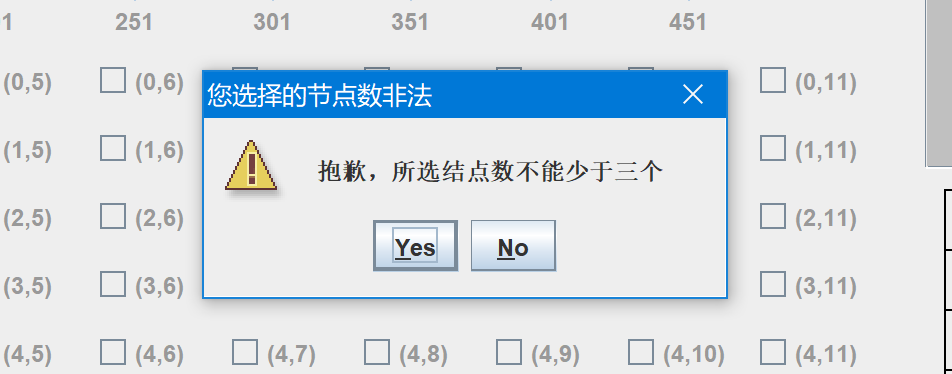 1 251 301 351 401 451
您选择的节点数非法
(0,5) (0,6) (0,11)
抱歉，所选结点数不能少于三个
(1,5) (1,6) (1,11)
(2,5) (2,6) (2,11)
Yes No
(3,5) (3,6) (3,11)
(4,5) (4,6) (4,7) (4,8) (4,9) (4,10) (4,11)